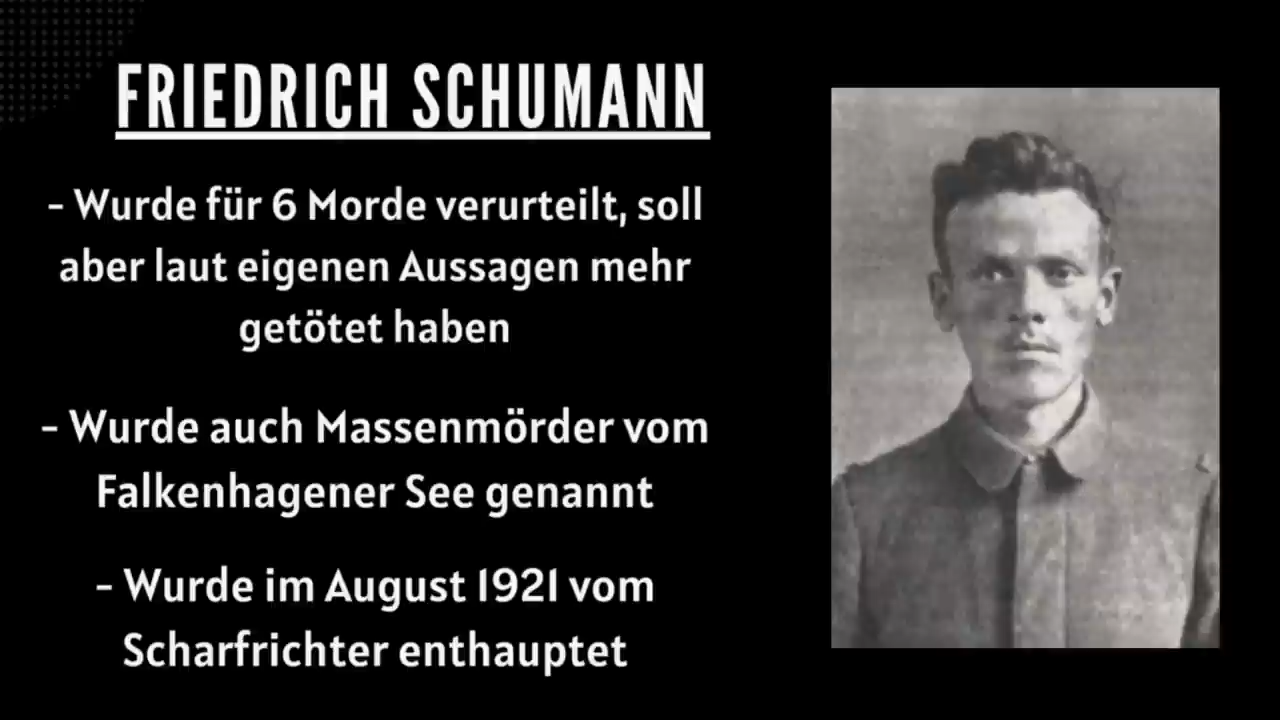 FRIEDRICH SCHUMANN
- Wurde für 6 Morde verurteilt, soll
aber laut eigenen Aussagen mehr
getötet haben
- Wurde auch Massenmörder vom
Falkenhagener See genannt
- Wurde im August 1921 vom
Scharfrichter enthauptet